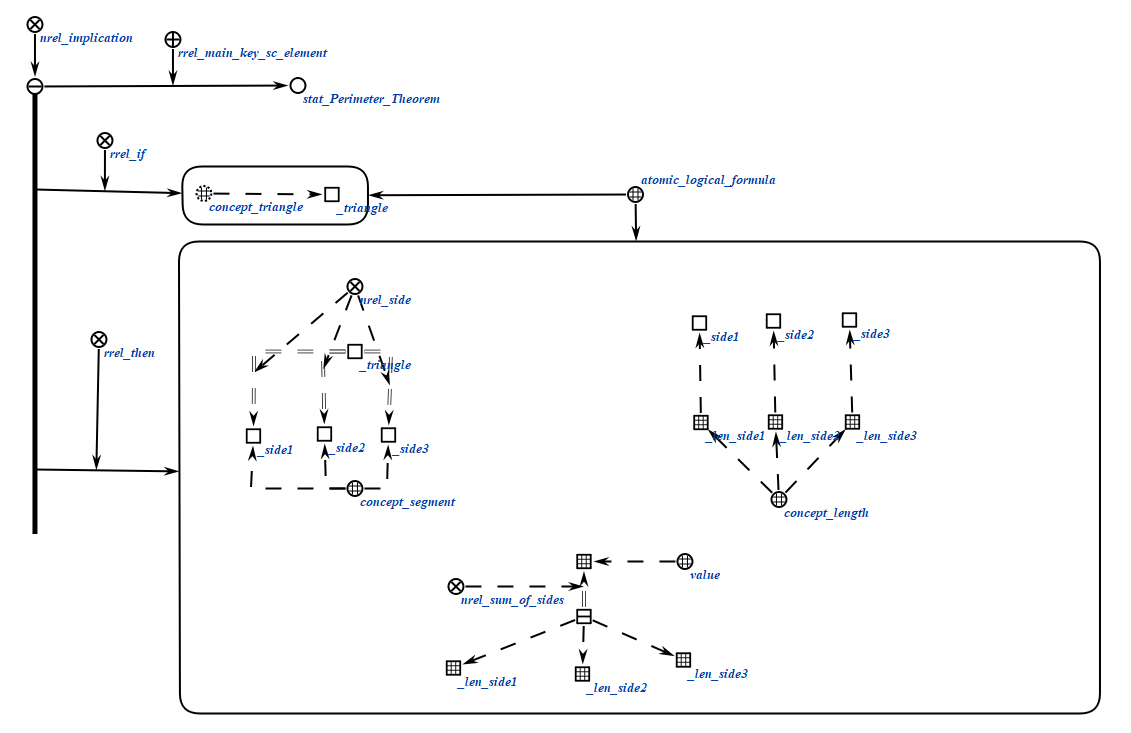 nrel_implication
rrel_main_key_sc_element
stat_Perimeter_Theorem
rrel_if
atomic_logical_formula
concept_triangle
_triangle
nrel_side
rrel_then
_side1
_side2
_side3
_triangle
_side1
_side2
_side3
_len_side1
_len_side2
_len_side3
concept_segment
concept_length
value
nrel_sum_of_sides
_len_side1
_len_side2
_len_side3